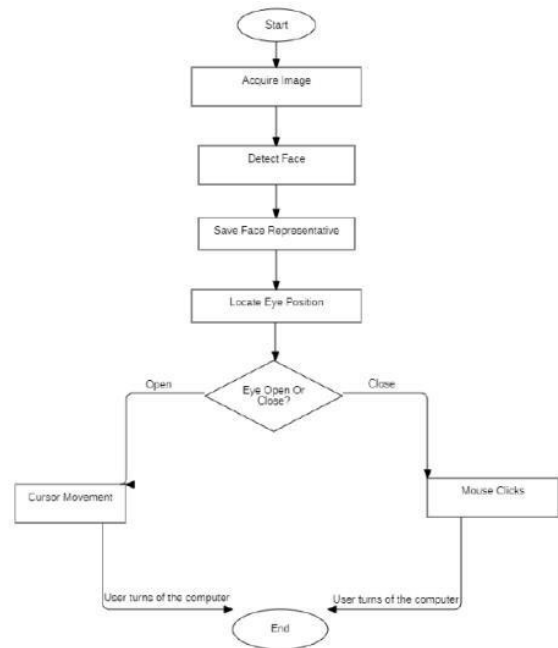 Start
Acquire Image
Detect Face
Save Face Representative
Locate Eye Position
Eye Open Or
Close?
Open
Close
Cursor Movement
Mouse Clicks
User turns of the computer
User turns of the computer
End